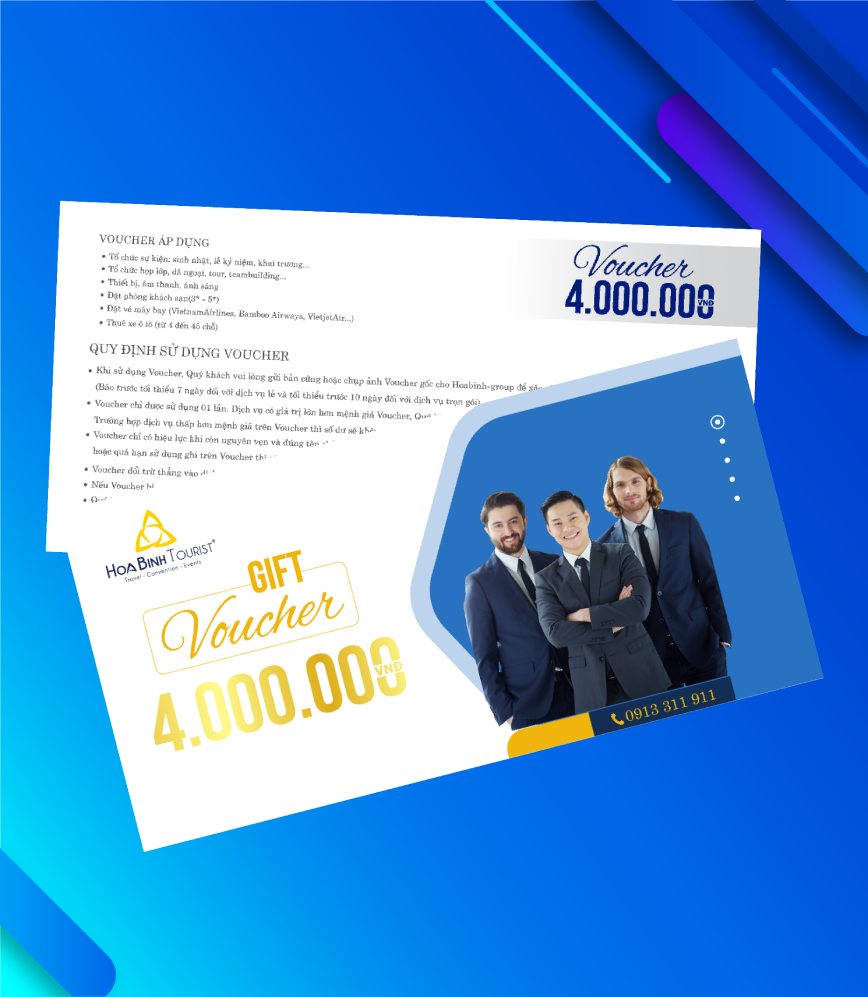 VOUCHER ÁP DỤNG
• Tổ chức sự kiện: sinh nhật, lễ kỷ niệm, khai trương...
• Tổ chức họp lớp, dã ngoại, tour, teambuilding...
• Thiết bị, âm thanh, ánh sáng
• Đặt phòng khách sạn(3* - 5*)
• Đặt vé máy bay (VietnamAirlines, Bamboo Airways, VietjetAir...)
• Thuê xe ô tô (từ 4 đến 45 chỗ)
Voucher
4.000.000
VNĐ
QUY ĐỊNH SỬ DỤNG VOUCHER
• Khi sử dụng Voucher, Quý khách vui lòng gửi bản cứng hoặc chụp ảnh Voucher gốc cho Hoabinh-group để
(Báo trước tối thiểu 7 ngày đối với dịch vụ lẻ và tối thiểu trước 10 ngày đối với dịch vụ trọn gói)
• Voucher chỉ được sử dụng 01 lần. Dịch vụ có giá trị lớn hơn mệnh giá Voucher,
Trường hợp dịch vụ thấp hơn mệnh giá trên Voucher thì số dư sẽ
• Voucher chỉ có hiệu lực khi còn nguyên vẹn và đúng tên
hoặc quá hạn sử dụng ghi trên Voucher
• Voucher đổi trừ thẳng vào
• Nếu Voucher
HOABINH TOURIST®
Travel - Convention - Events
GIFT
Voucher
4.000.000
VNĐ
0913 311 911